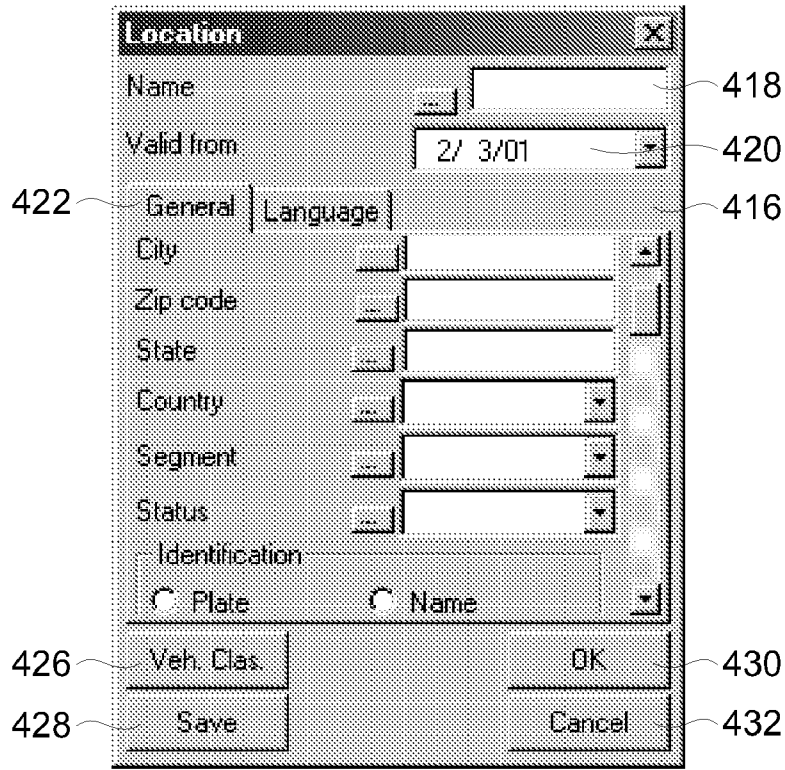 Location
Name ... 418
Valid from 2/ 3/01 420
422 General Language 416
City ...
Zip code ...
State ...
Country ...
Segment ...
Status ...
Identification
Plate Name
426 Veh. Clas. OK 430
428 Save Cancel 432